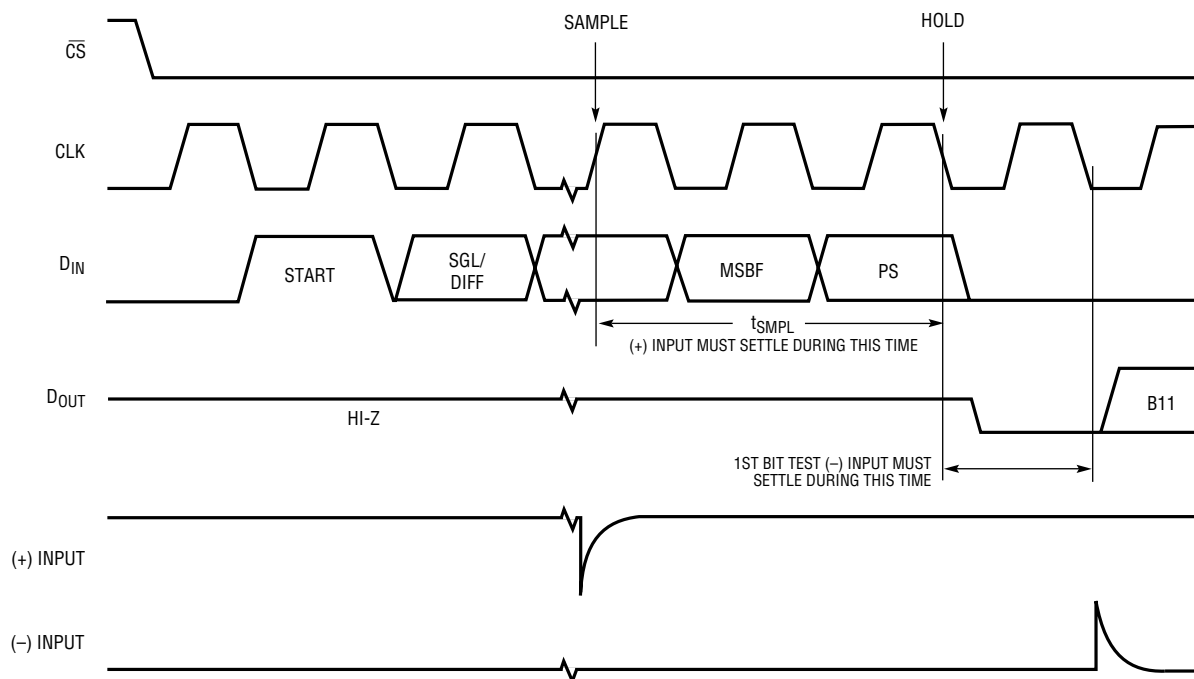 SAMPLE
HOLD
C̅S̅
CLK
DIN
START
SGL/
DIFF
MSBF
PS
tSMPL
(+) INPUT MUST SETTLE DURING THIS TIME
DOUT
HI-Z
B11
1ST BIT TEST (–) INPUT MUST
SETTLE DURING THIS TIME
(+) INPUT
(–) INPUT